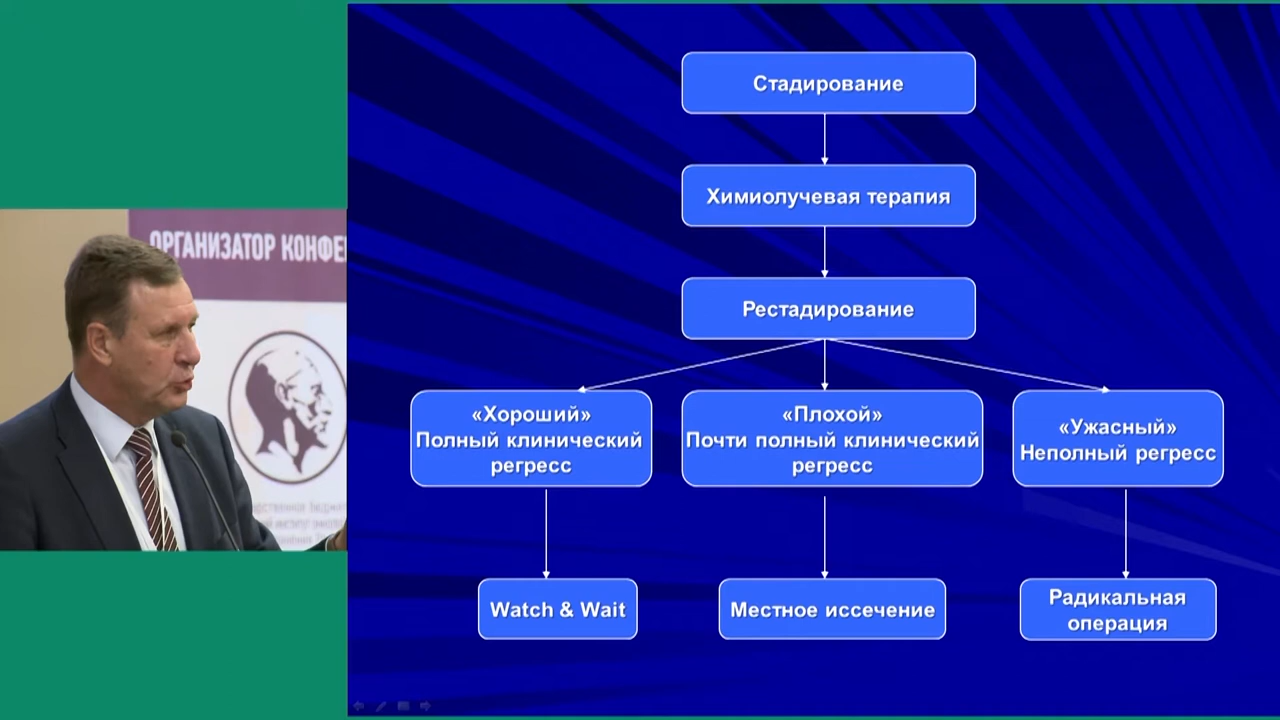 ОРГАНИЗАТОР
Стадирование
Химиолучевая терапия
Рестадирование
«Хороший»
Полный клинический
регресс
«Плохой»
Почти полный клинический
регресс
«Ужасный»
Неполный регресс
Watch & Wait
Местное иссечение
Радикальная
операция